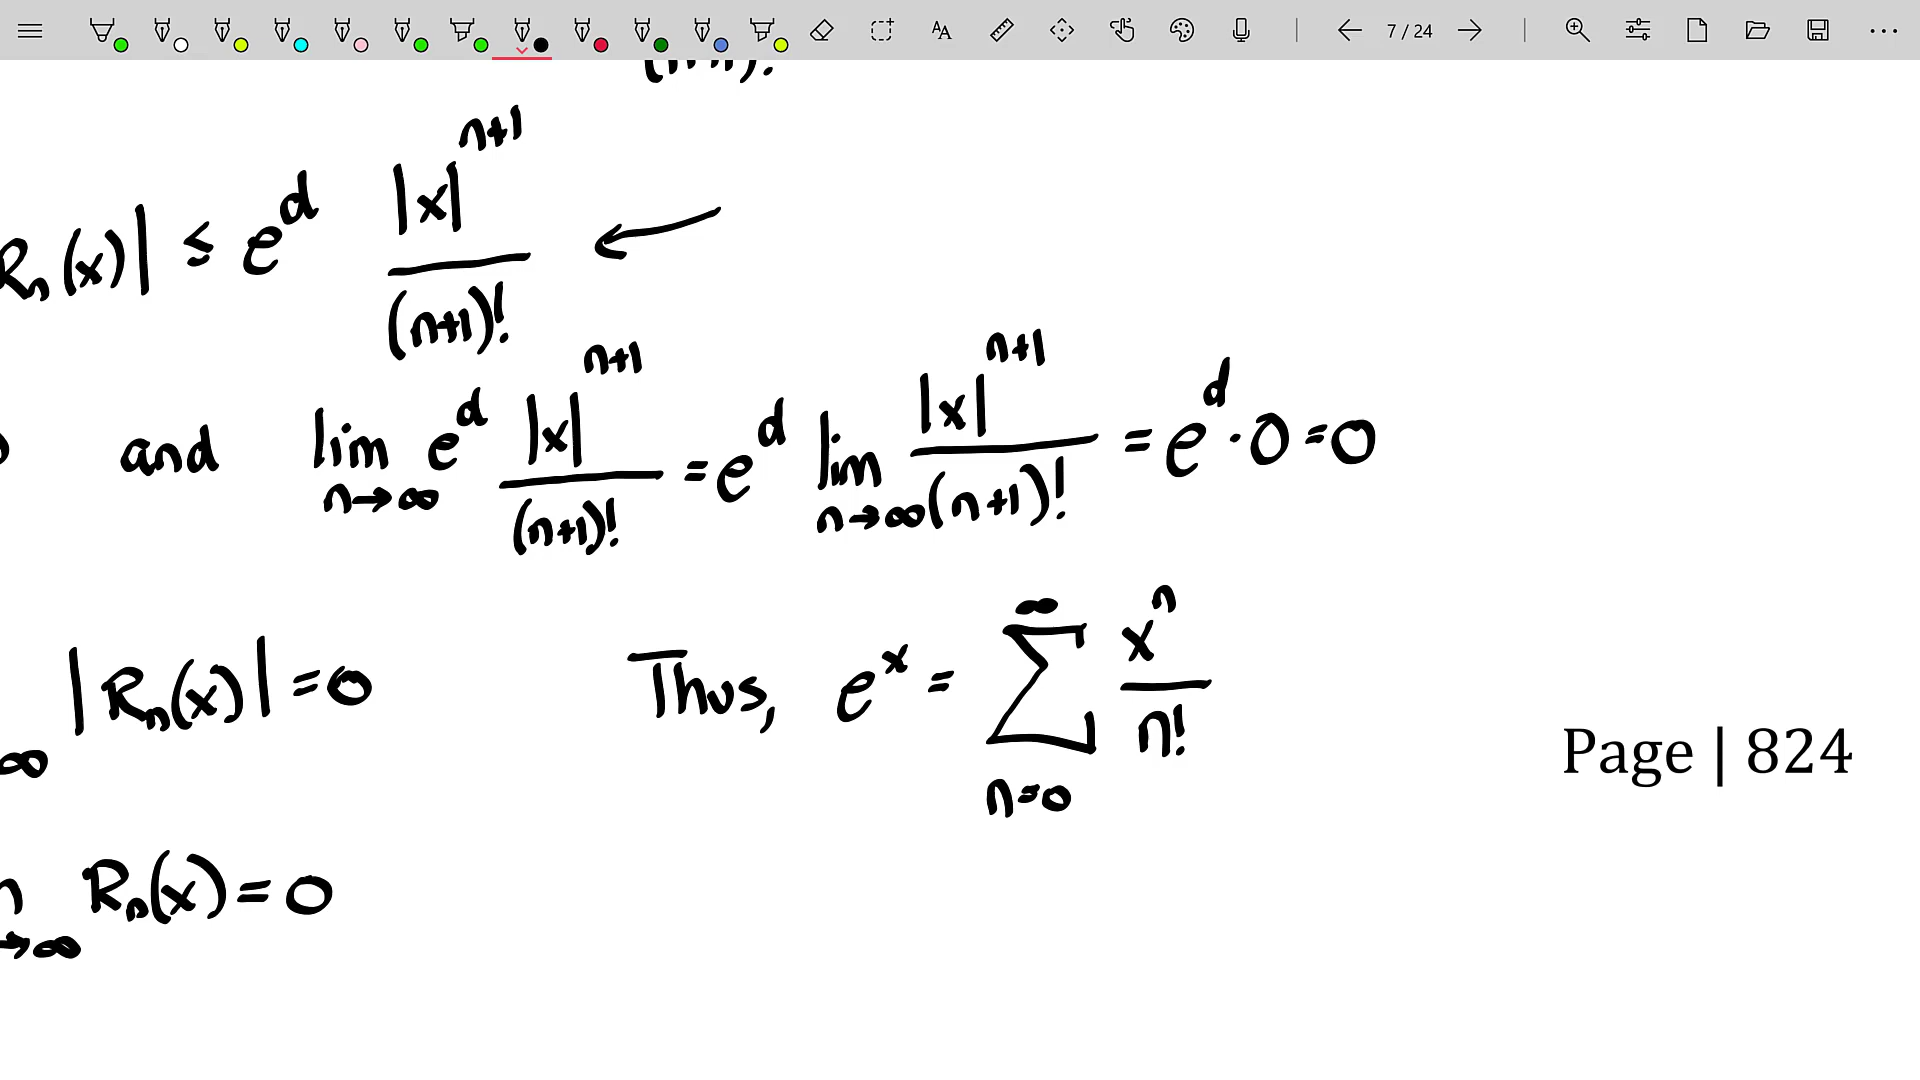 7 / 24
(n+1)!
Rn(x)| ≤ e^d |x|^(n+1) / (n+1)! ←
and lim n→∞ e^d |x|^(n+1) / (n+1)! = e^d lim n→∞ |x|^(n+1) / (n+1)! = e^d · 0 = 0
∞ |Rn(x)| = 0
Thus, e^x = ∑ n=0 ∞ x^n / n!
Page | 824
→∞ Rn(x) = 0